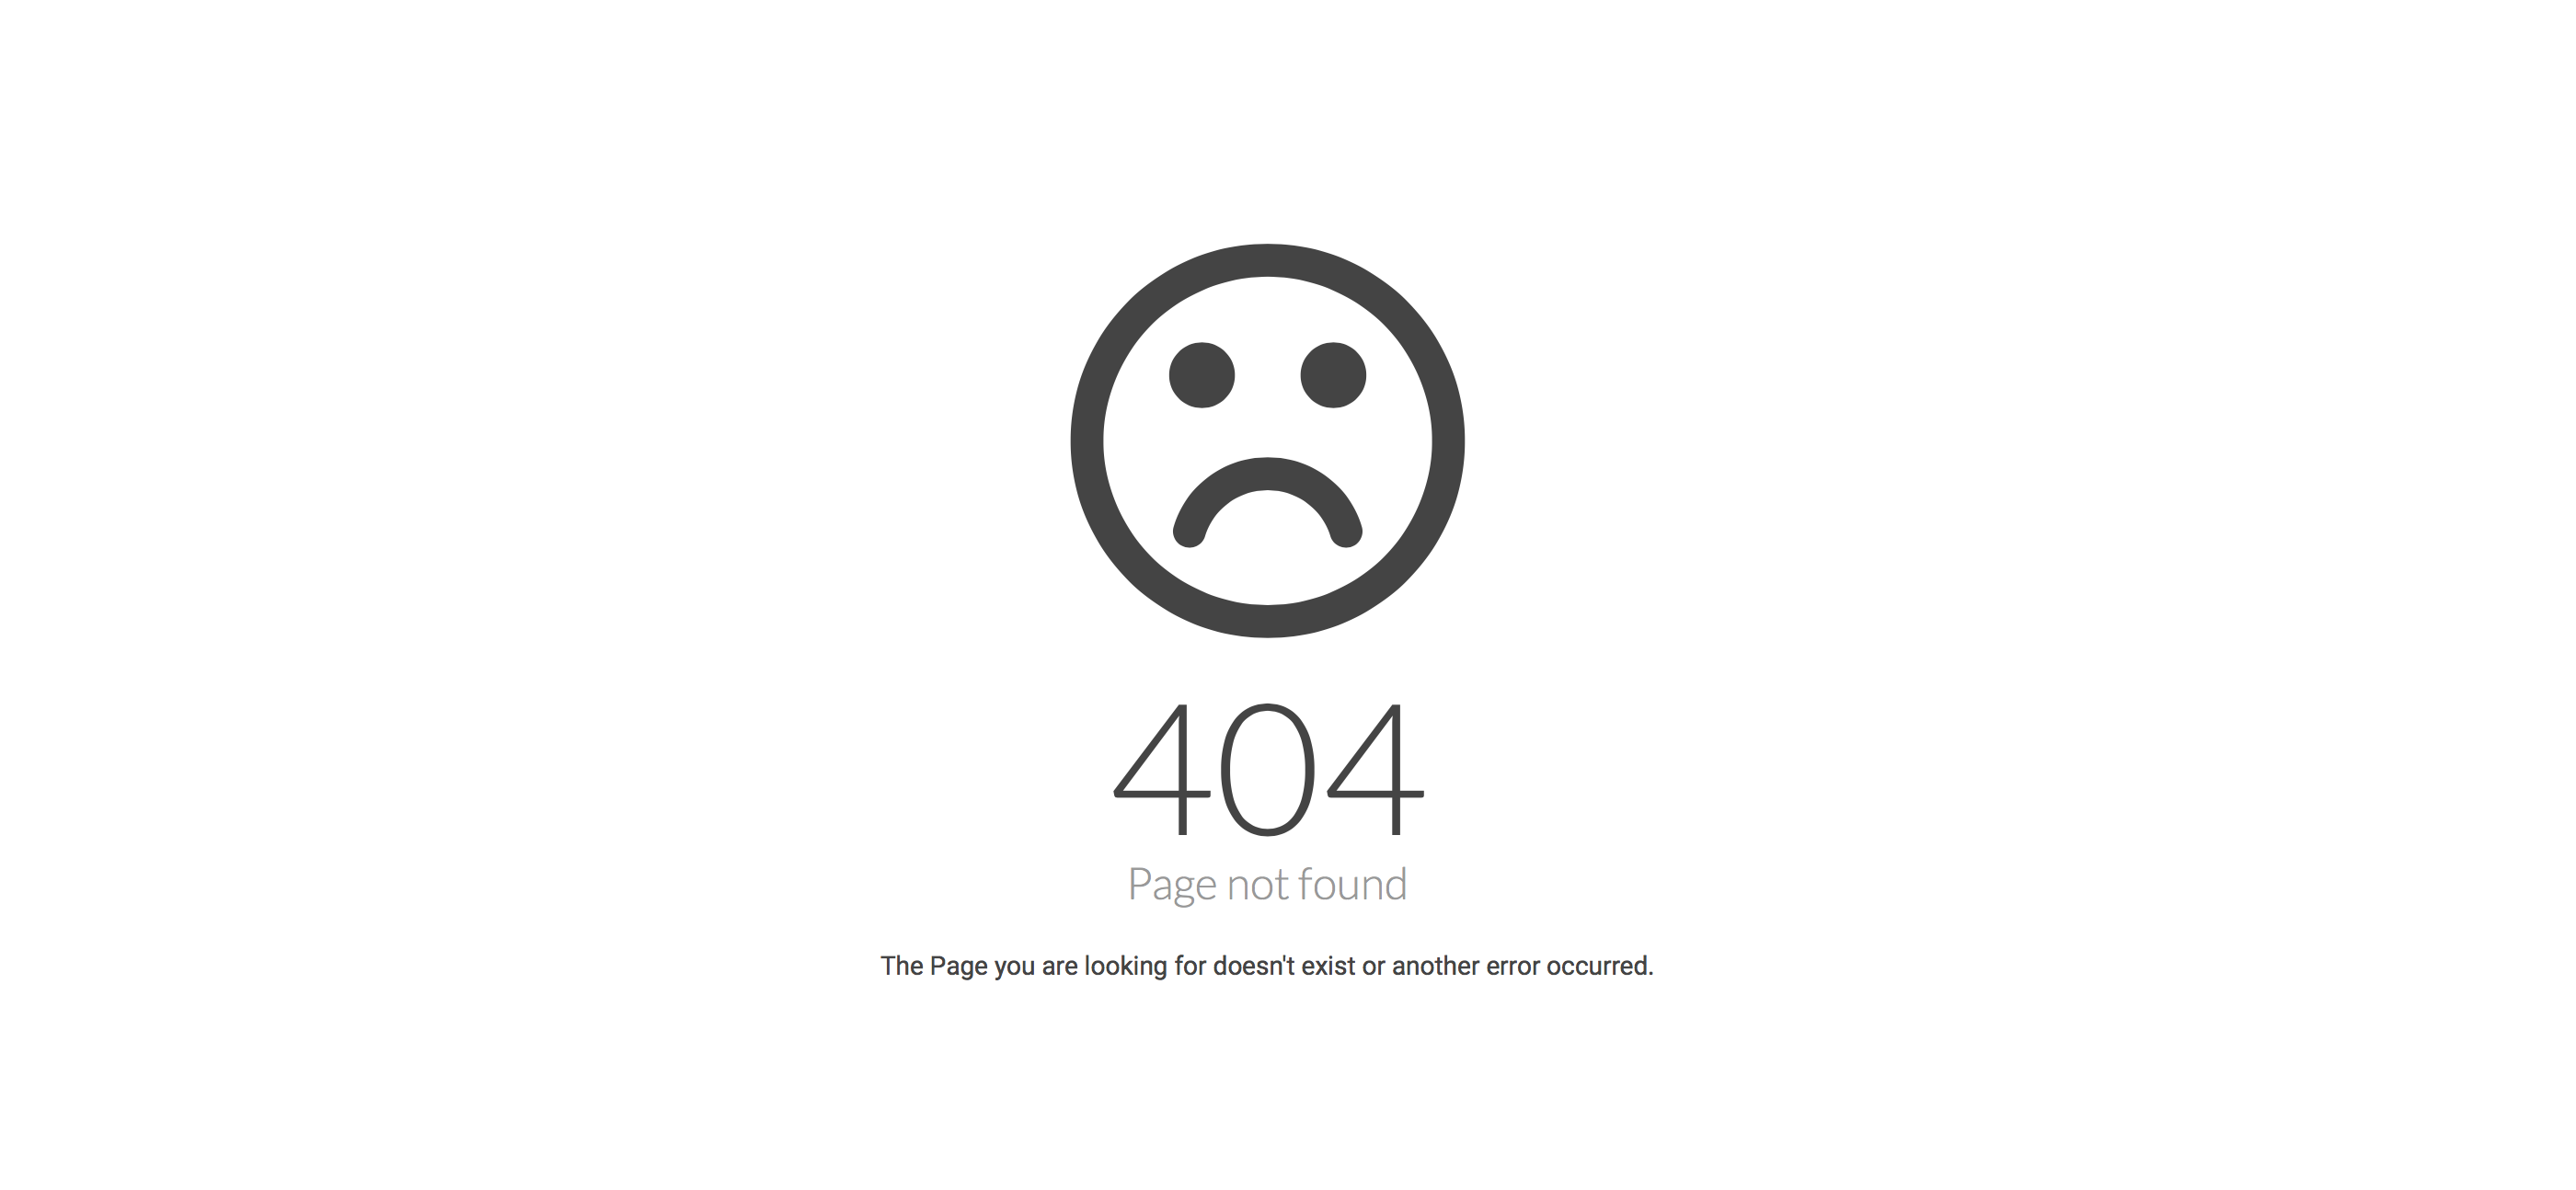 404
Page not found
The Page you are looking for doesn't exist or another error occurred.